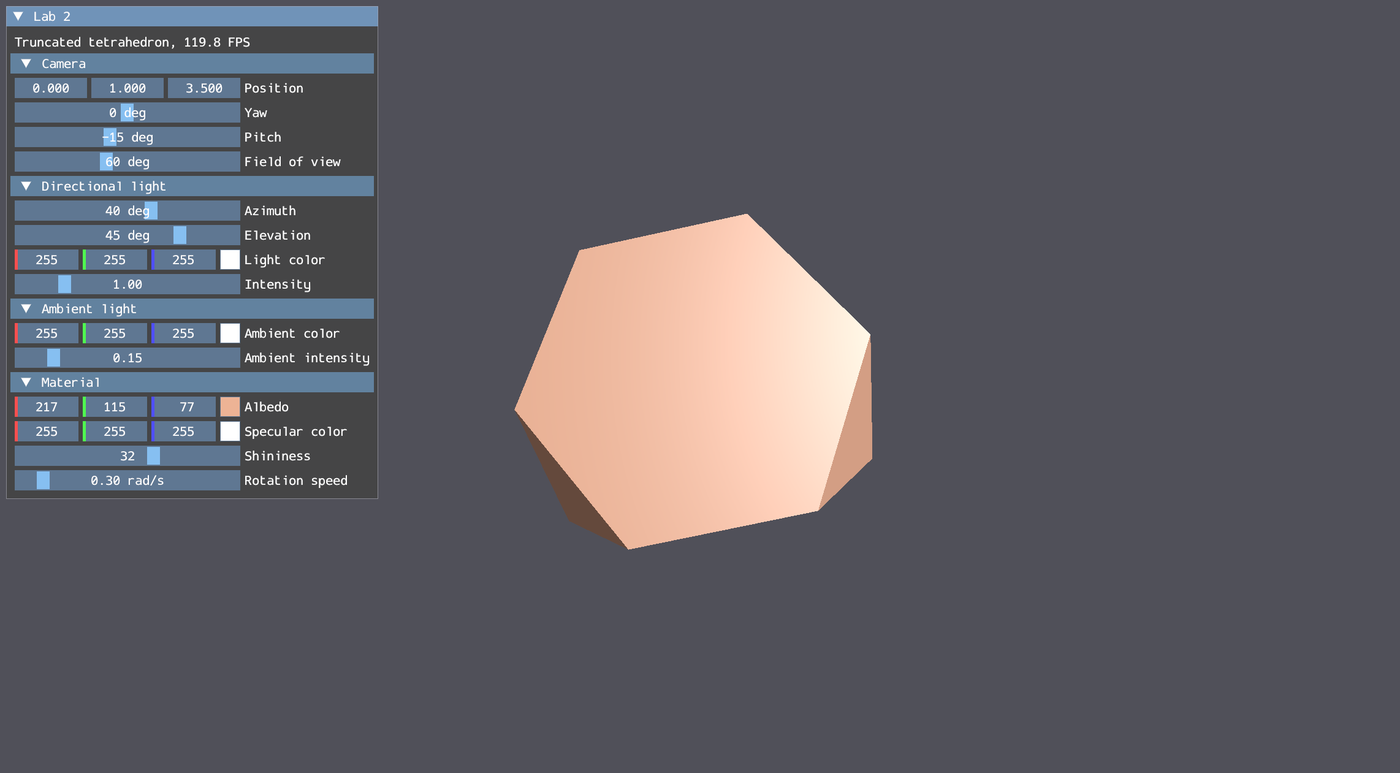 Lab 2
Truncated tetrahedron, 119.8 FPS
Camera
0.000 1.000 3.500 Position
0 deg Yaw
-15 deg Pitch
60 deg Field of view
Directional light
40 deg Azimuth
45 deg Elevation
255 255 255 Light color
1.00 Intensity
Ambient light
255 255 255 Ambient color
0.15 Ambient intensity
Material
217 115 77 Albedo
255 255 255 Specular color
32 Shininess
0.30 rad/s Rotation speed